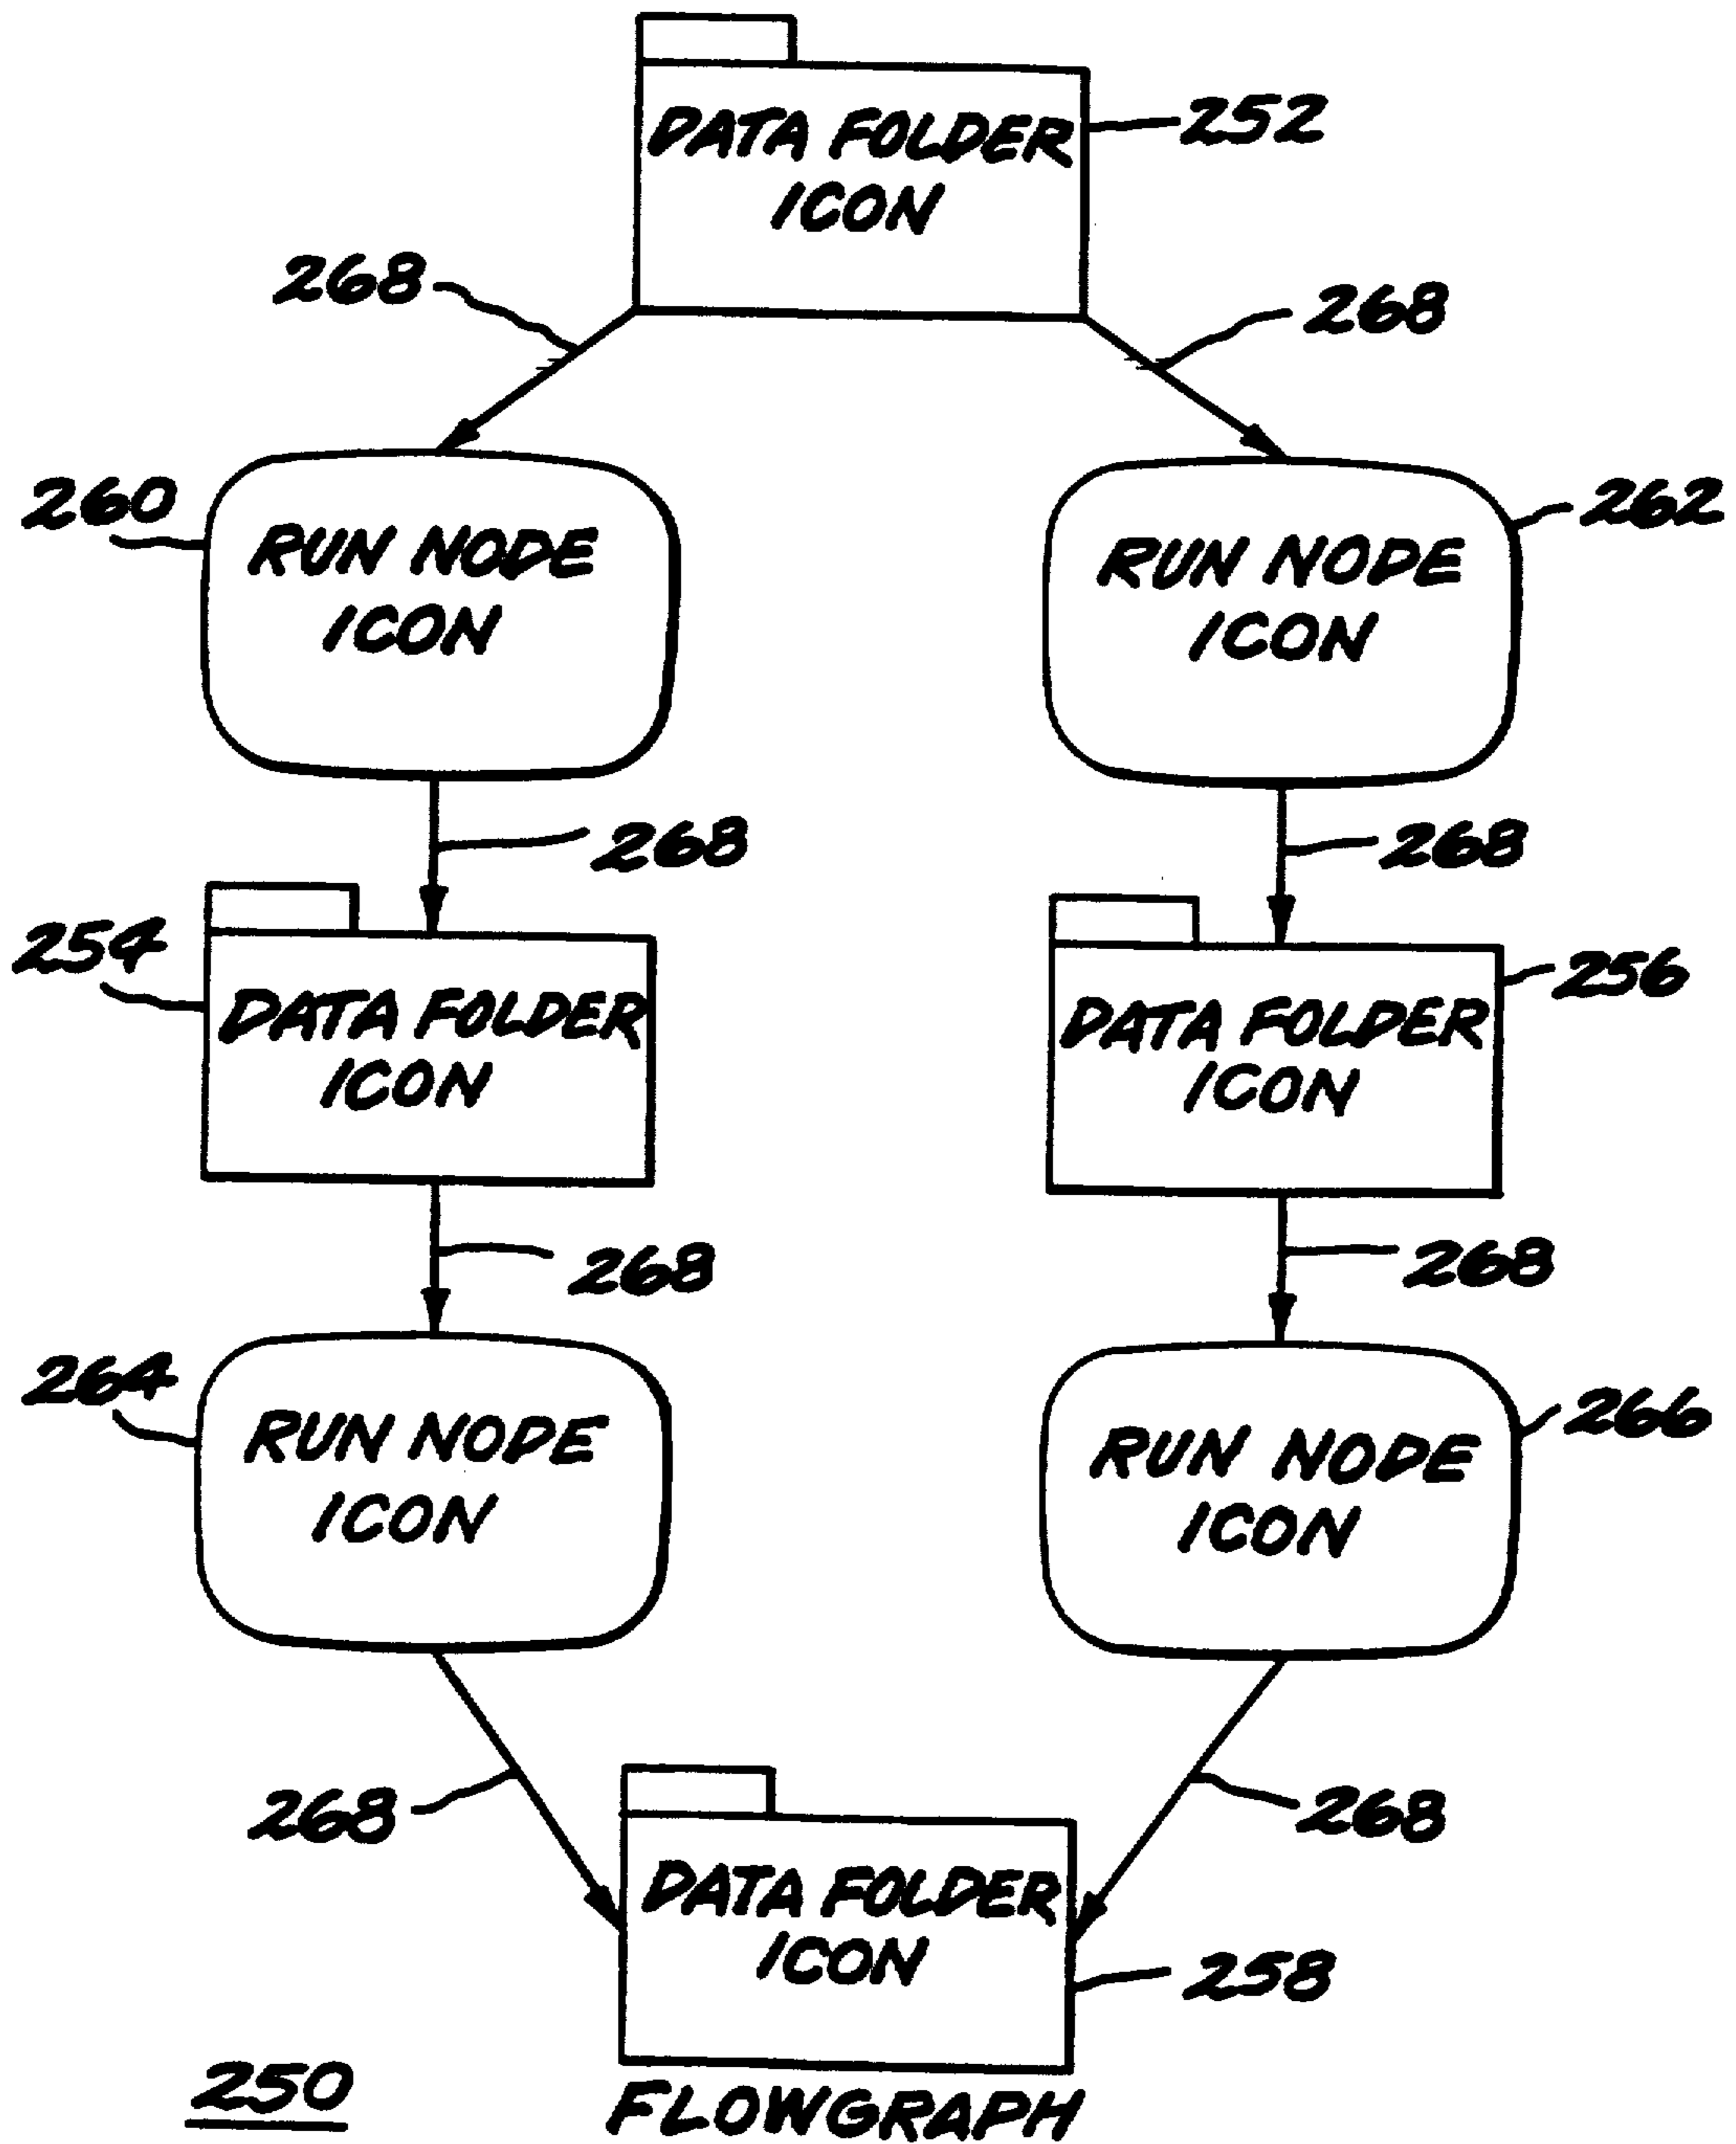 DATA FOLDER
ICON
252
268
268
260
RUN NODE
ICON
262
RUN NODE
ICON
268
268
254
DATA FOLDER
ICON
256
DATA FOLDER
ICON
268
268
264
RUN NODE
ICON
266
RUN NODE
ICON
268
268
DATA FOLDER
ICON
258
250
FLOWGRAPH